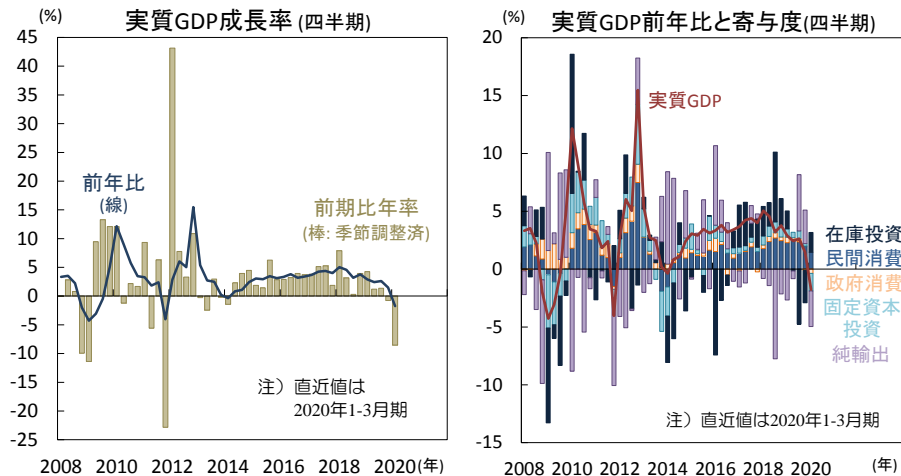 実質GDP成長率 (四半期)
(%)
45
40
35
30
25
20
15
10
5
0
-5
-10
-15
-20
-25
前年比
(線)
前期比年率
(棒: 季節調整済)
注）直近値は
2020年1-3月期
2008 2010 2012 2014 2016 2018 2020 (年)
実質GDP前年比と寄与度(四半期)
(%)
20
15
10
5
0
-5
-10
-15
実質GDP
在庫投資
民間消費
政府消費
固定資本
投資
純輸出
注）直近値は2020年1-3月期
2008 2010 2012 2014 2016 2018 2020 (年)